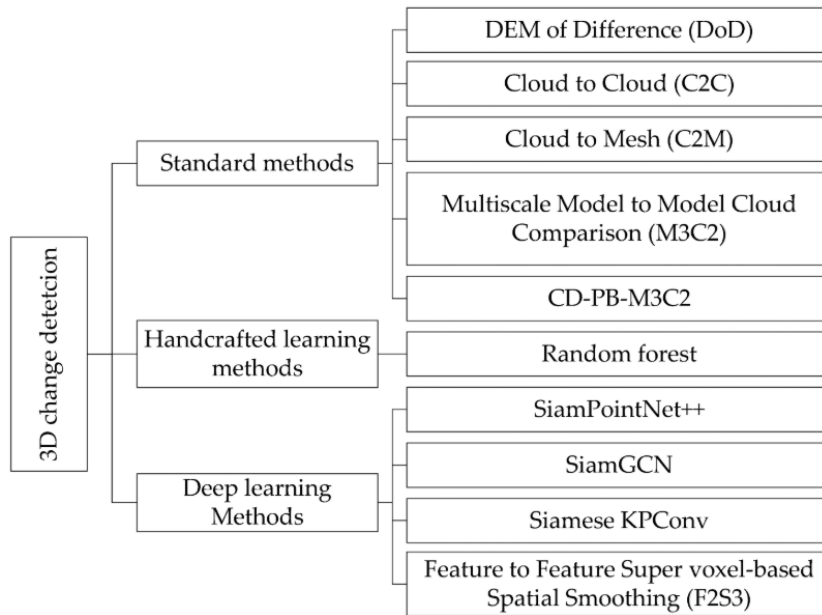 3D change detetcion
Standard methods
DEM of Difference (DoD)
Cloud to Cloud (C2C)
Cloud to Mesh (C2M)
Multiscale Model to Model Cloud
Comparison (M3C2)
CD-PB-M3C2
Handcrafted learning
methods
Random forest
Deep learning
Methods
SiamPointNet++
SiamGCN
Siamese KPConv
Feature to Feature Super voxel-based
Spatial Smoothing (F2S3)